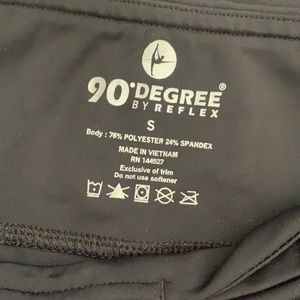 90°DEGREE®
BY REFLEX
S
Body : 76% POLYESTER 24% SPANDEX
MADE IN VIETNAM
RN 144527
Exclusive of trim
Do not use softener